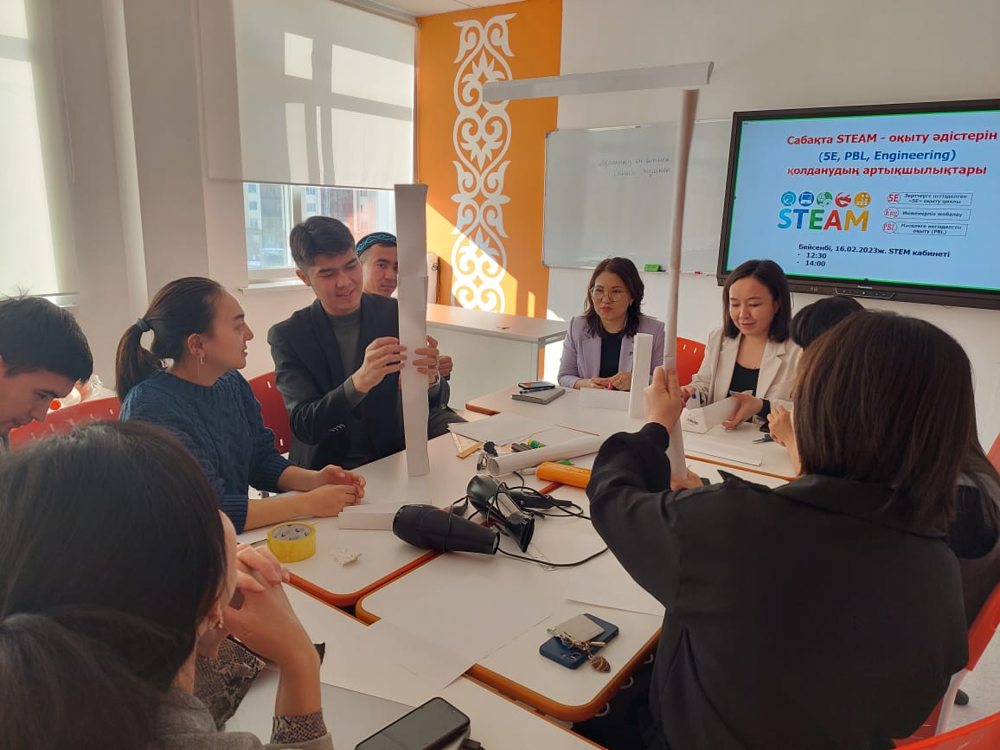 Сабақта STEAM - оқыту әдістерін
(5E, PBL, Engineering)
қолданудың артықшылықтары
STEAM
5E Зерттеуге негізделген
«5E» оқыту циклы
Eng Инженерлік жобалау
PBL Мәселеге негізделген
оқыту (PBL)
Бейсенбі, 16.02.2023ж. STEM кабинеті
- 12:30
- 14:00